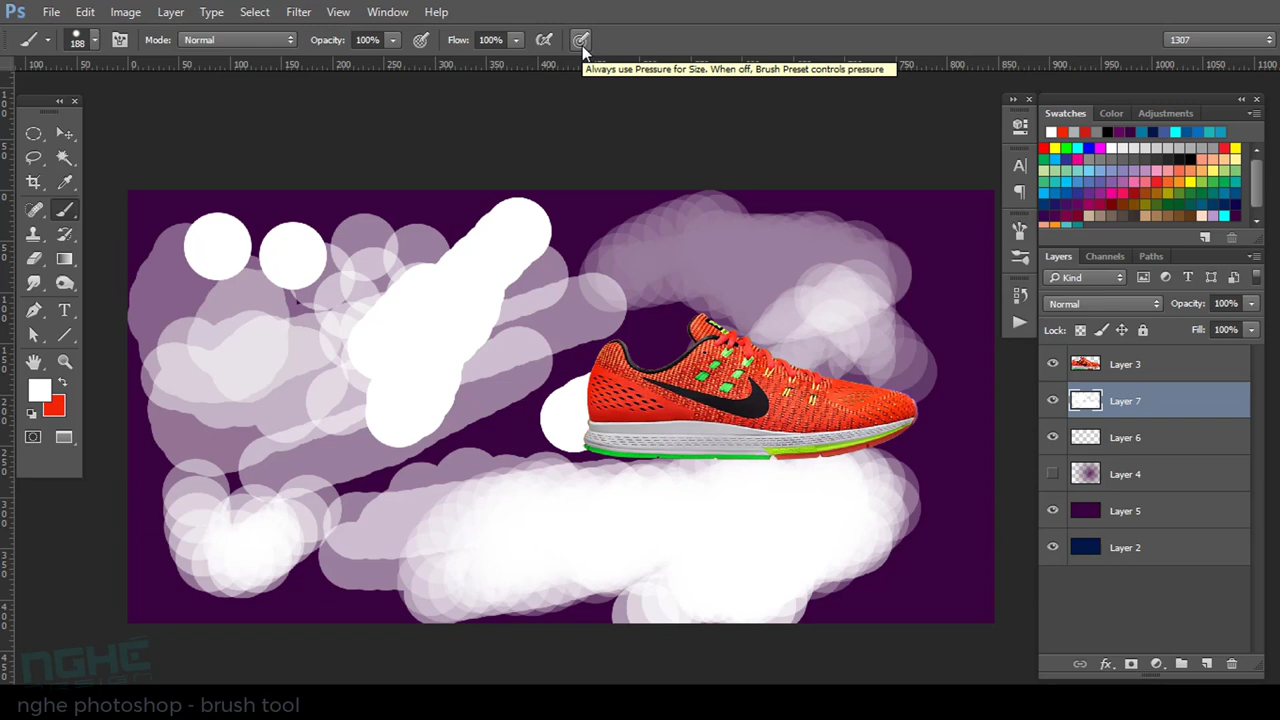 Ps File Edit Image Layer Type Select Filter View Window Help
188 Mode: Normal Opacity: 100% Flow: 100% 1307
Always use Pressure for Size. When off, Brush Preset controls pressure
100 50 0 50 100 150 200 250 300 350 400 650 700 750 800 850 900 950 1000 1050 1100
Swatches Color Adjustments
Layers Channels Paths
Kind
Normal Opacity: 100%
Lock: Fill: 100%
Layer 3
Layer 7
Layer 6
Layer 4
Layer 5
Layer 2
NGHE
DESIGN
nghe photoshop - brush tool